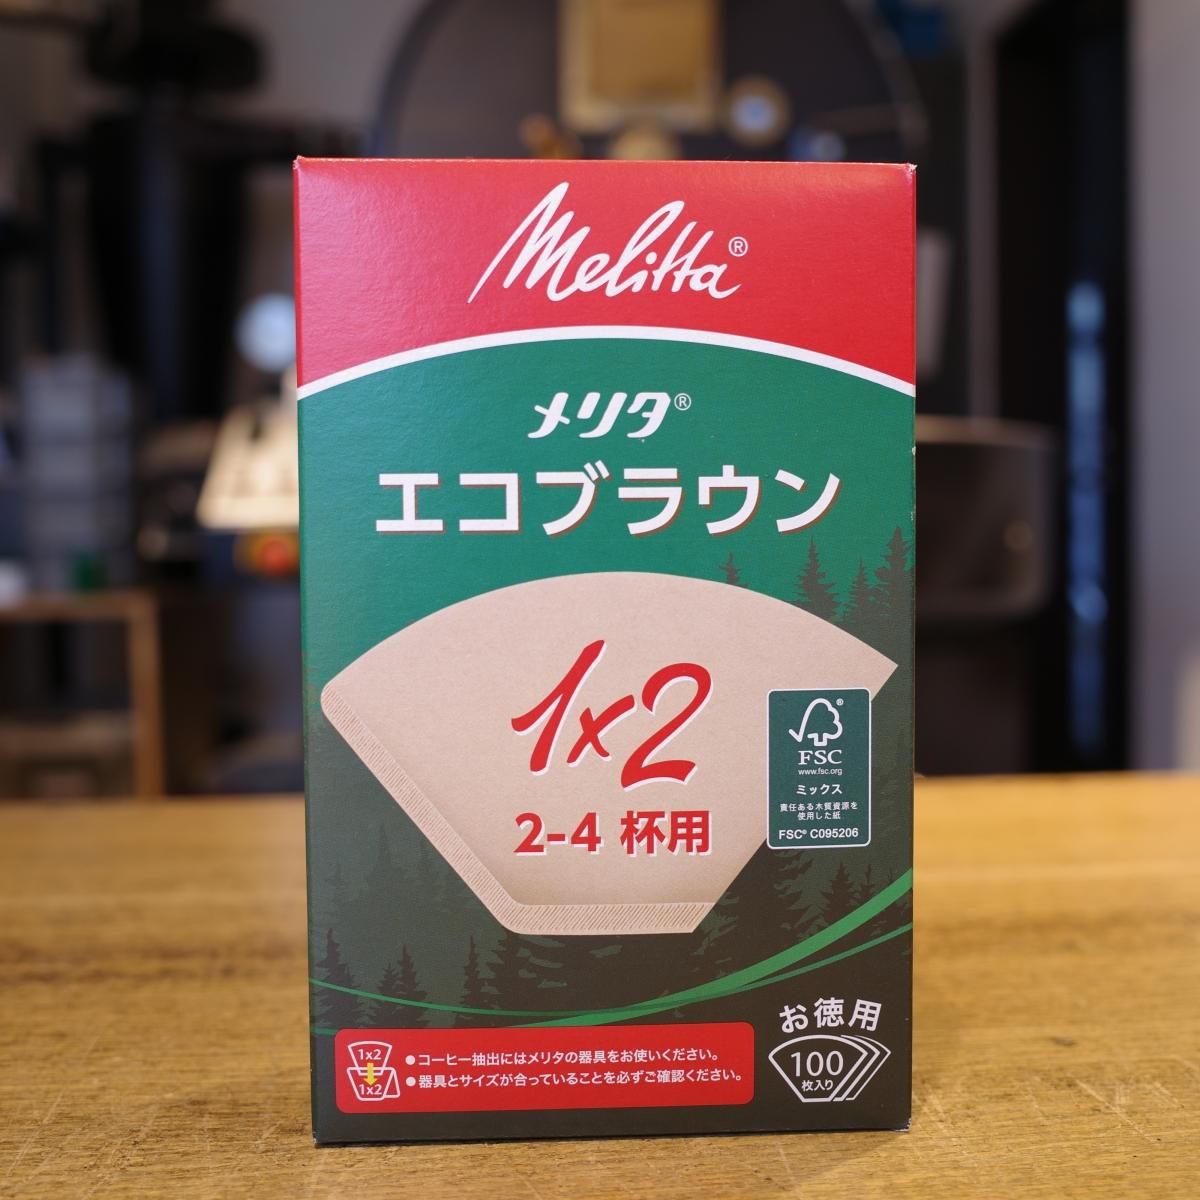 Melitta®
メリタ®
エコブラウン
1x2
2-4 杯用
FSC
www.fsc.org
ミックス
責任ある木質資源を
使用した紙
FSC® C095206
お徳用
100
枚入り
1x2
1x2
●コーヒー抽出にはメリタの器具をお使いください。
●器具とサイズが合っていることを必ずご確認ください。